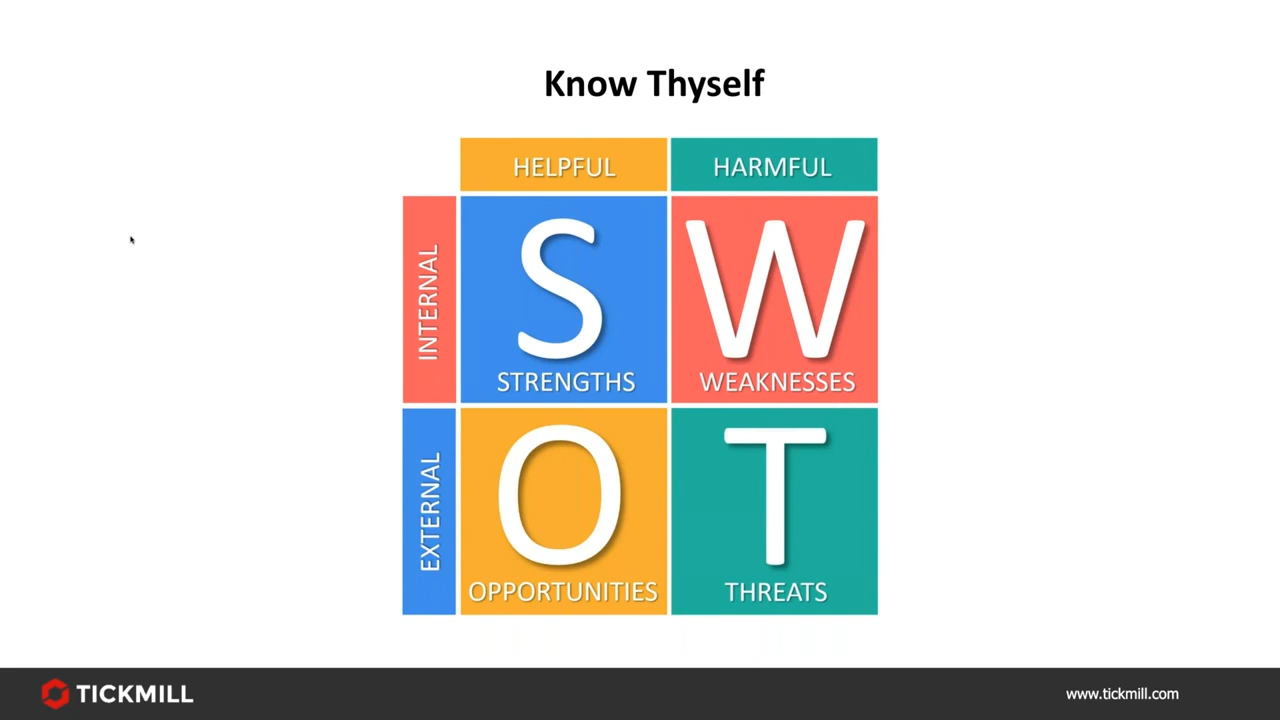 Know Thyself
HELPFUL HARMFUL
INTERNAL
S W
STRENGTHS WEAKNESSES
EXTERNAL
O T
OPPORTUNITIES THREATS
TICKMILL www.tickmill.com